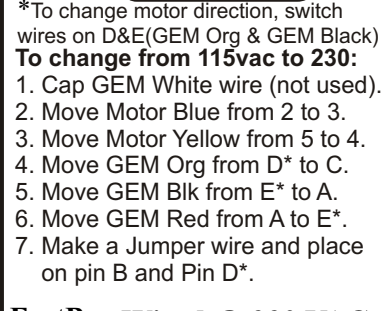 *To change motor direction, switch
wires on D&E(GEM Org & GEM Black)
To change from 115vac to 230:
1. Cap GEM White wire (not used).
2. Move Motor Blue from 2 to 3.
3. Move Motor Yellow from 5 to 4.
4. Move GEM Org from D* to C.
5. Move GEM Blk from E* to A.
6. Move GEM Red from A to E*.
7. Make a Jumper wire and place
on pin B and Pin D*.